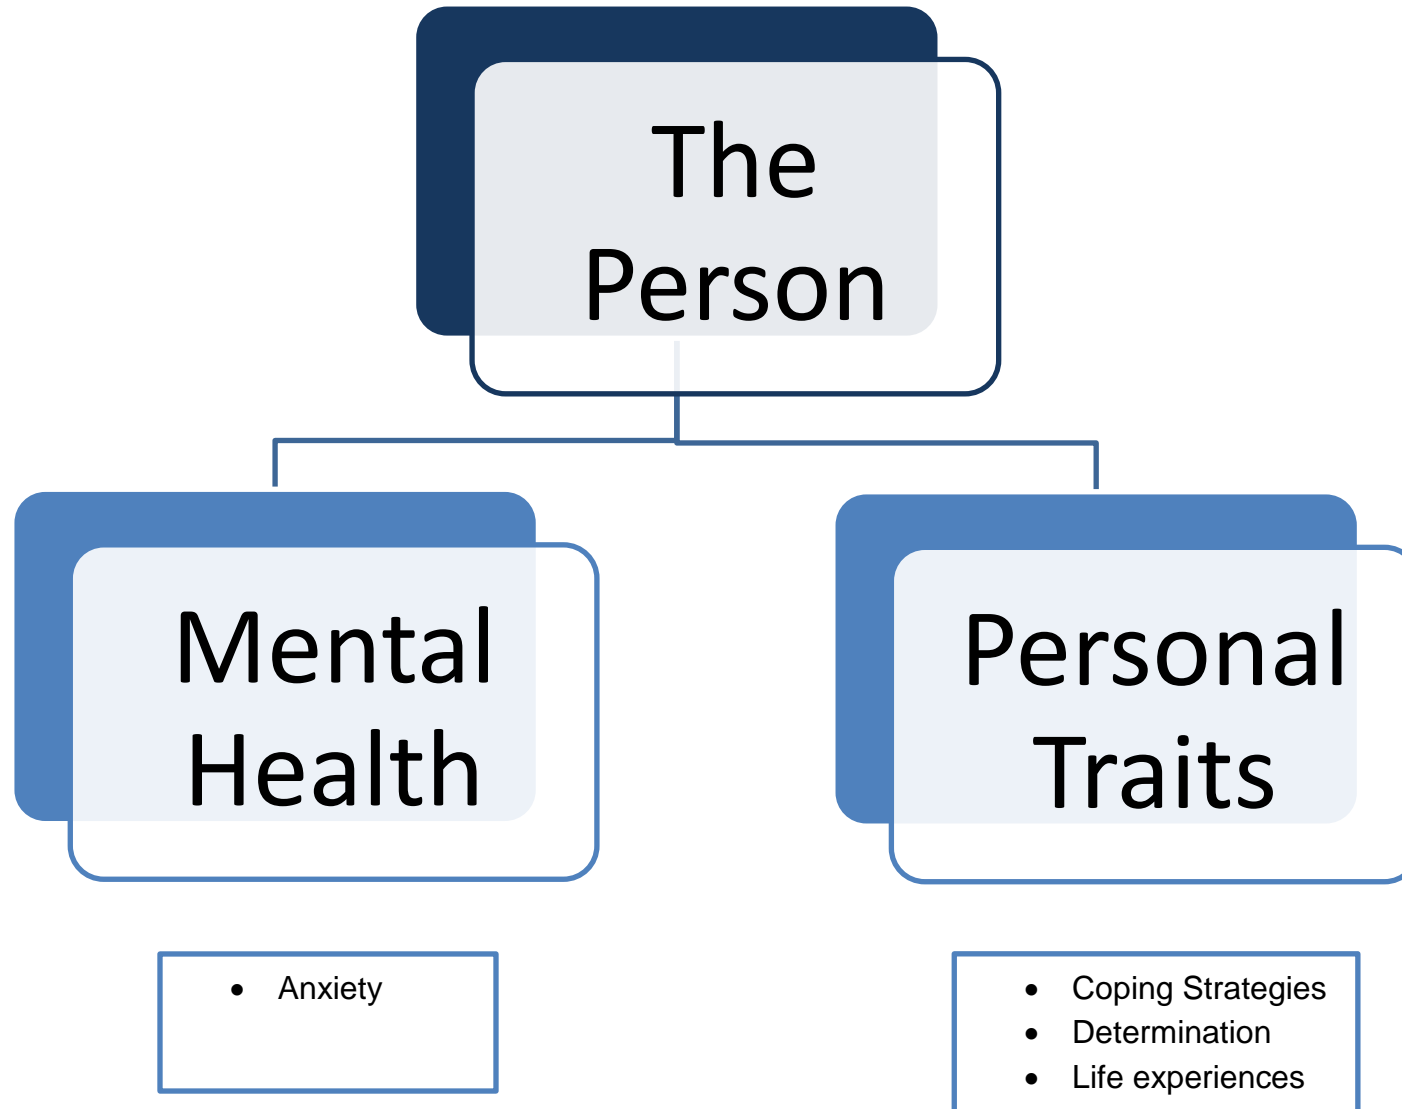 The
Person
Mental
Health
Personal
Traits
• Anxiety
• Coping Strategies
• Determination
• Life experiences